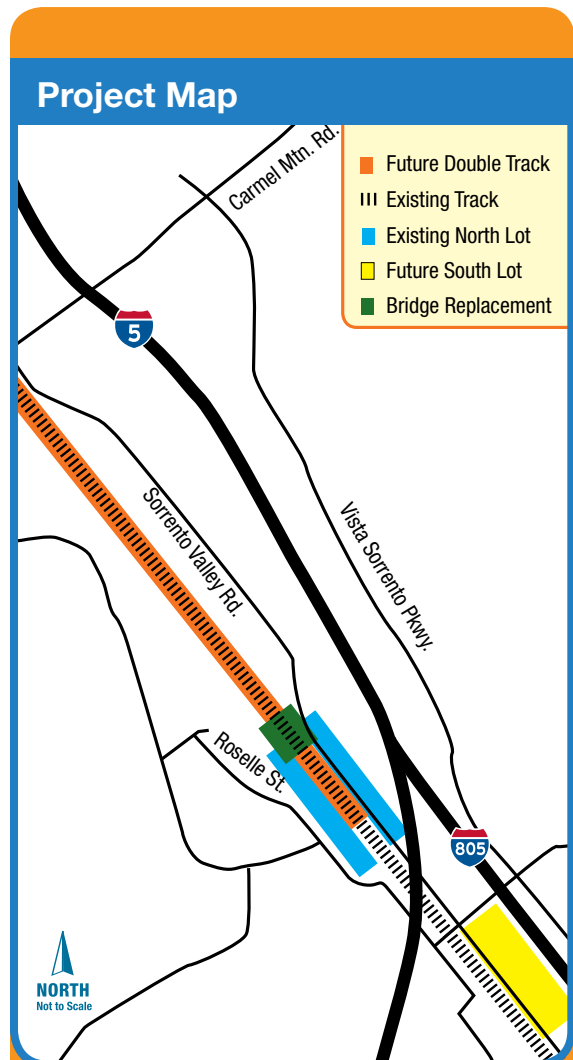 Project Map
Carmel Mtn. Rd.
Future Double Track
Existing Track
Existing North Lot
Future South Lot
Bridge Replacement
5
Sorrento Valley Rd.
Vista Sorrento Pkwy.
Roselle St.
805
NORTH
Not to Scale